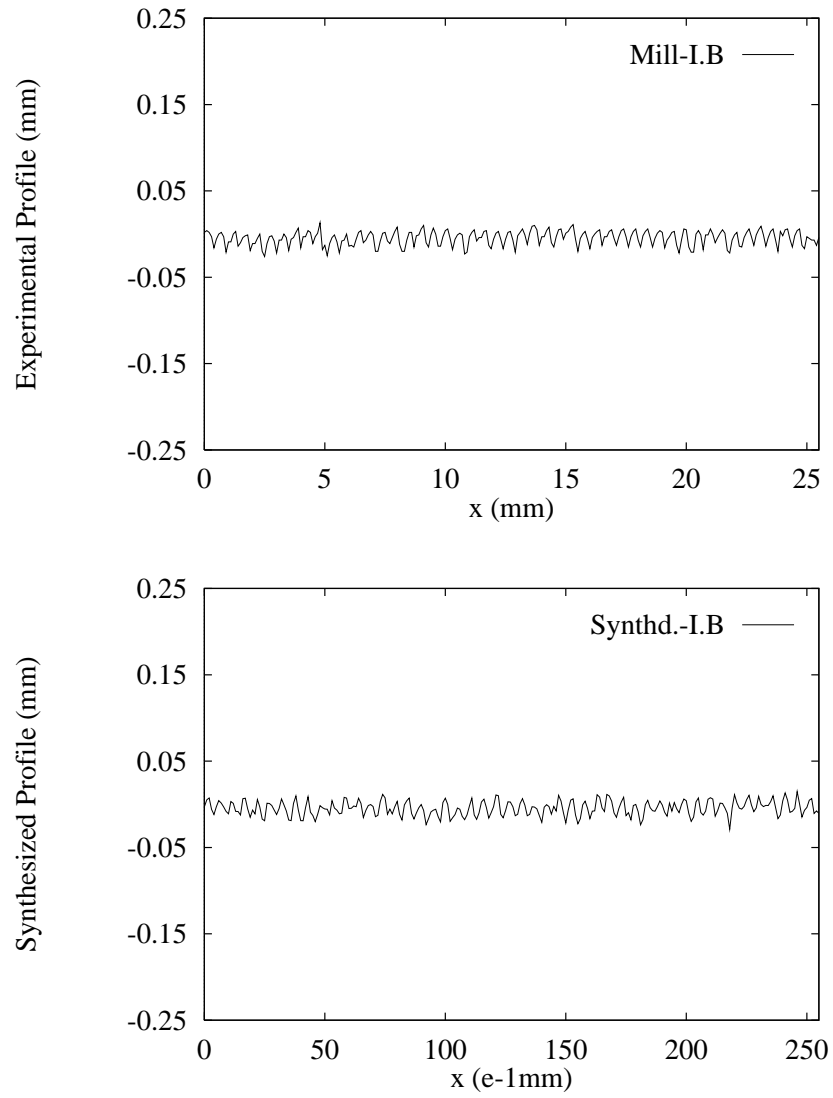 0.25
Mill-I.B
0.15
0.05
-0.05
-0.15
-0.25
Experimental Profile (mm)
0 5 10 15 20 25
x (mm)
0.25
Synthd.-I.B
0.15
0.05
-0.05
-0.15
-0.25
Synthesized Profile (mm)
0 50 100 150 200 250
x (e-1mm)